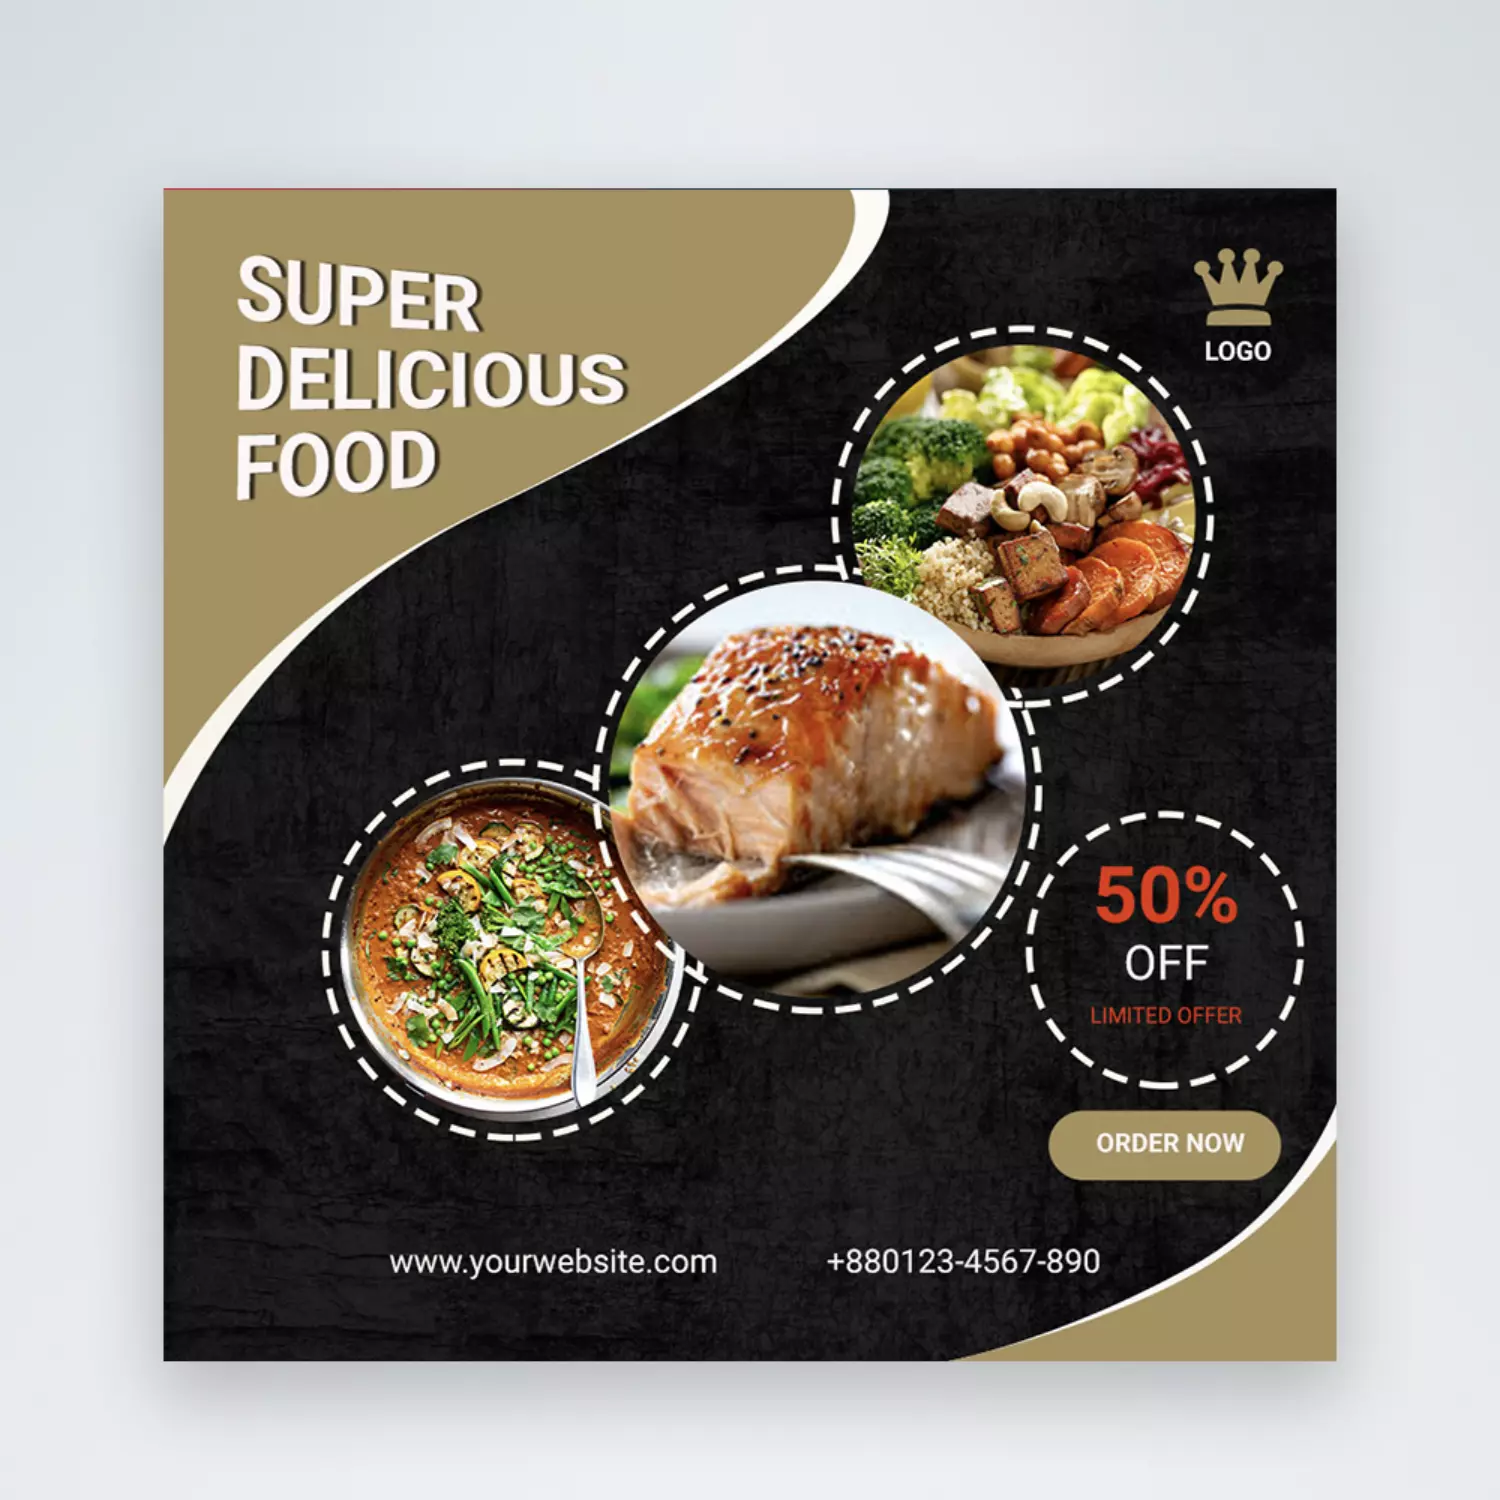 SUPER
DELICIOUS
FOOD
LOGO
50%
OFF
LIMITED OFFER
ORDER NOW
www.yourwebsite.com
+880123-4567-890